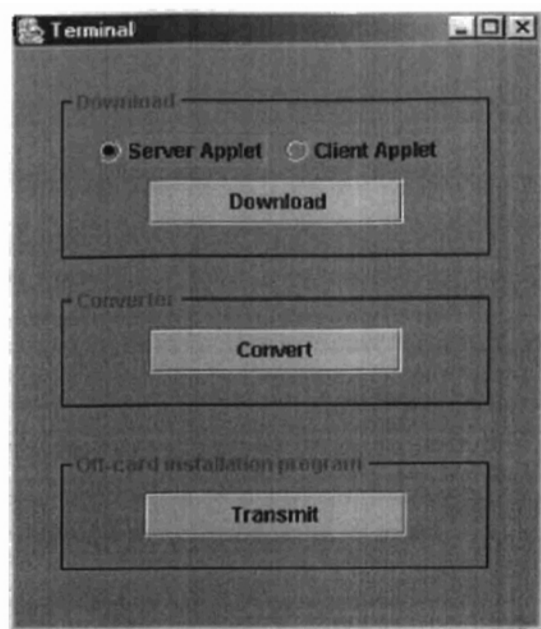 Terminal
Download
Server Applet Client Applet
Download
Converter
Convert
Off-card installation program
Transmit